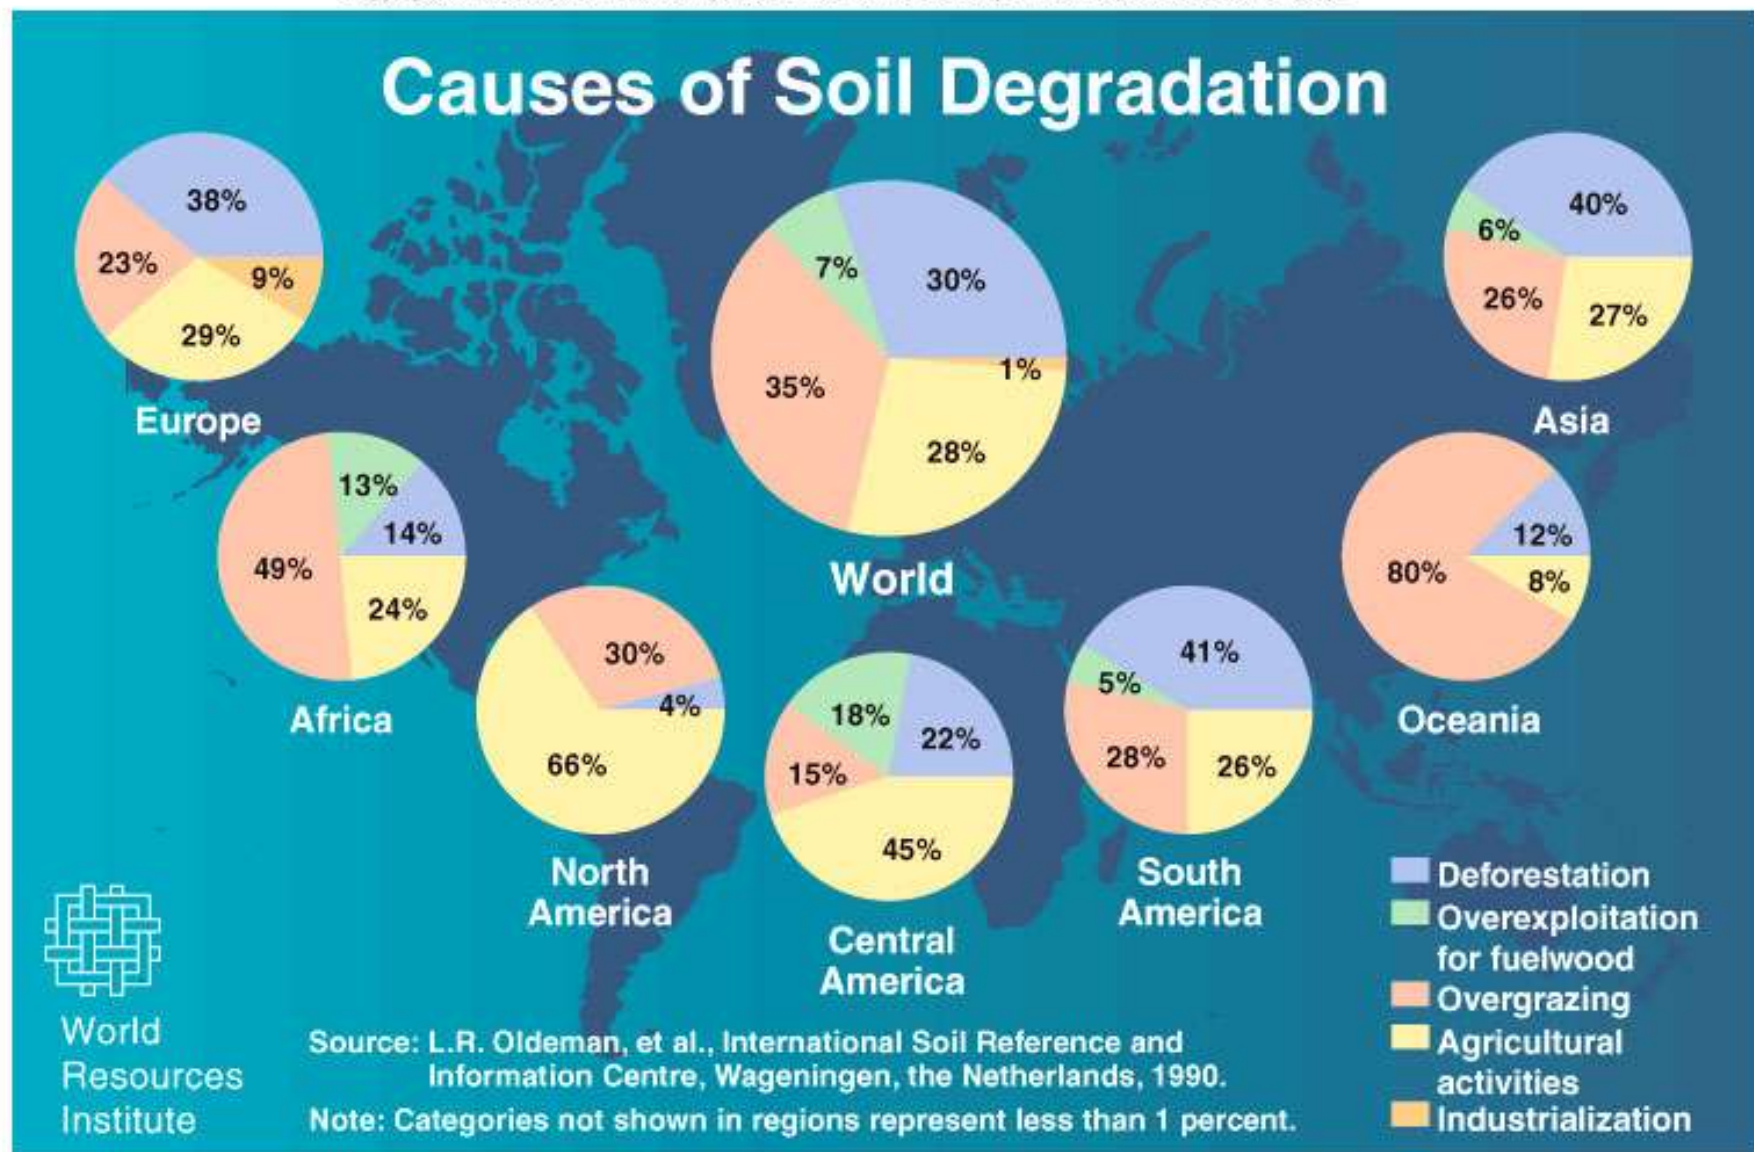 Causes of Soil Degradation
38%
23%
9%
29%
Europe
13%
14%
49%
24%
Africa
30%
4%
66%
North
America
7%
30%
35%
1%
28%
World
18%
22%
15%
45%
Central
America
41%
5%
28%
26%
South
America
40%
6%
26%
27%
Asia
12%
80%
8%
Oceania
Deforestation
Overexploitation
for fuelwood
Overgrazing
Agricultural
activities
Industrialization
World
Resources
Institute
Source: L.R. Oldeman, et al., International Soil Reference and
Information Centre, Wageningen, the Netherlands, 1990.
Note: Categories not shown in regions represent less than 1 percent.